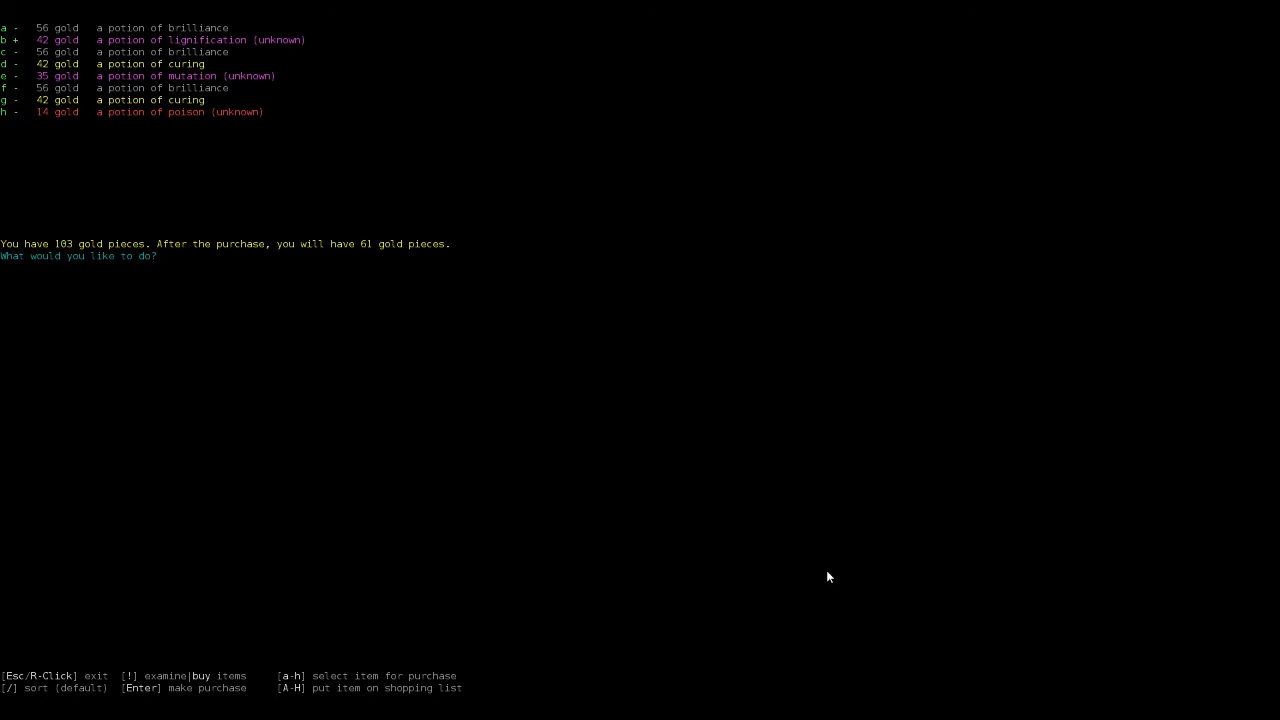 a -   56 gold   a potion of brilliance
b +   42 gold   a potion of lignification (unknown)
c -   56 gold   a potion of brilliance
d -   42 gold   a potion of curing
e -   35 gold   a potion of mutation (unknown)
f -   56 gold   a potion of brilliance
g -   42 gold   a potion of curing
h -   14 gold   a potion of poison (unknown)
You have 103 gold pieces. After the purchase, you will have 61 gold pieces.
What would you like to do?
[Esc/R-Click] exit  [!] examine|buy items     [a-h] select item for purchase
[/] sort (default)  [Enter] make purchase     [A-H] put item on shopping list